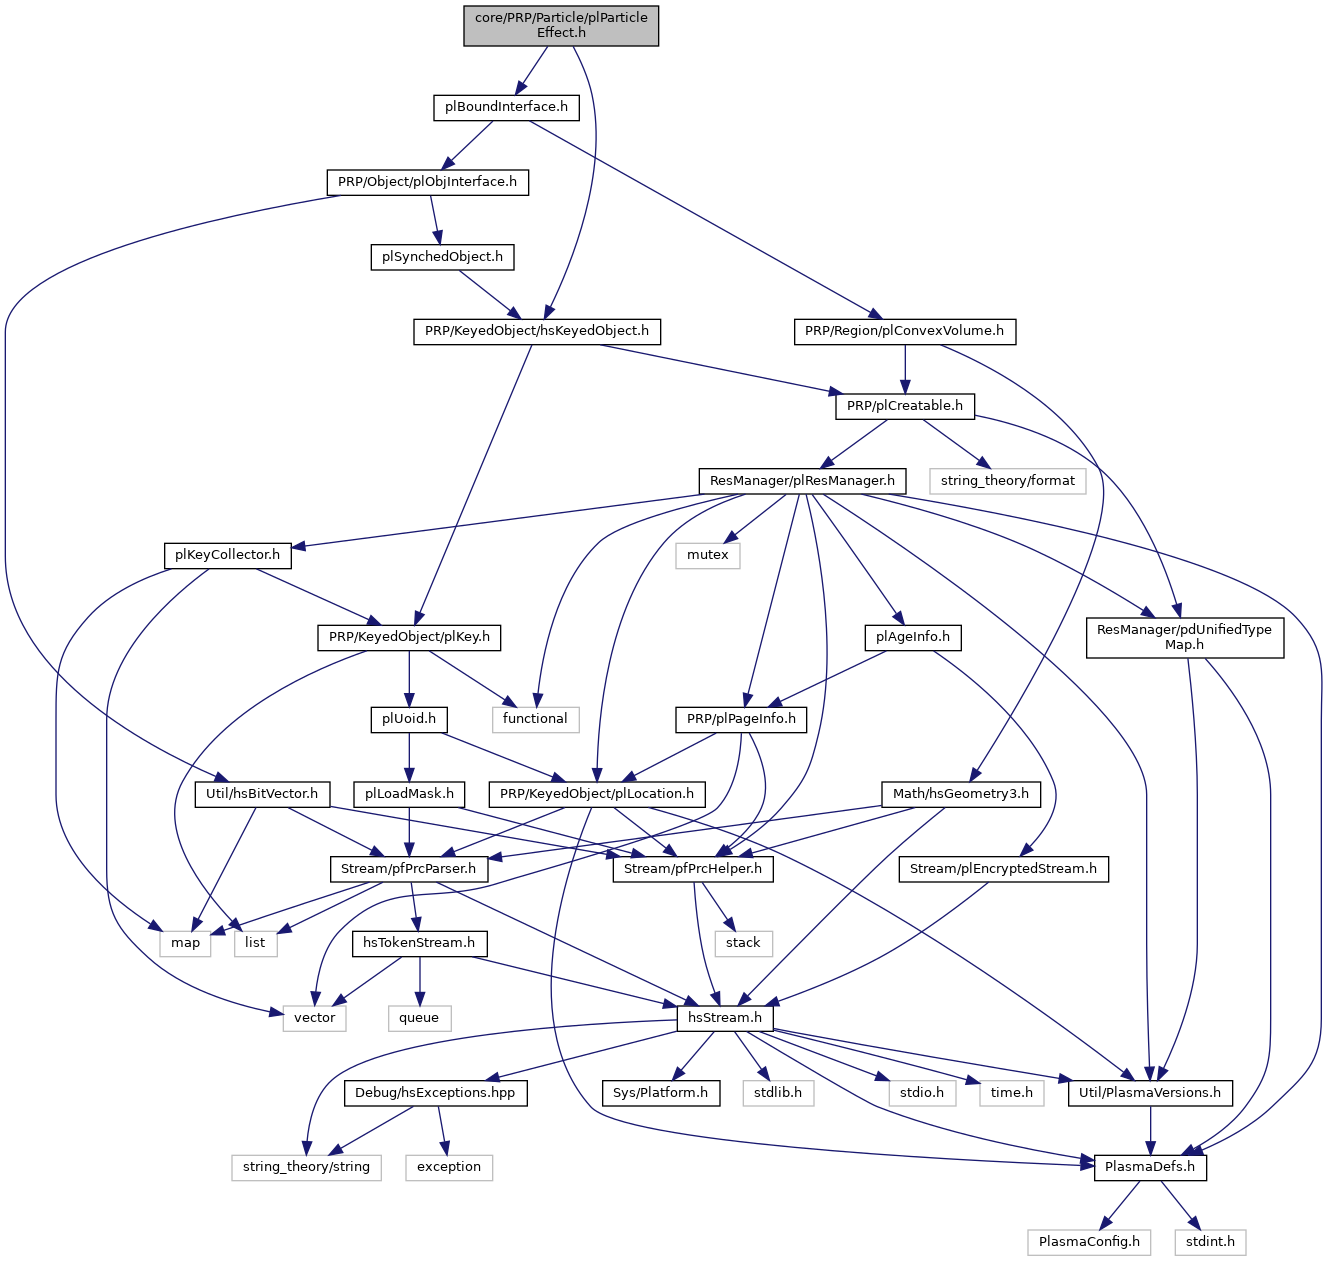 core/PRP/Particle/plParticle
Effect.h
plBoundInterface.h
PRP/Object/plObjInterface.h
plSynchedObject.h
PRP/KeyedObject/hsKeyedObject.h
PRP/Region/plConvexVolume.h
PRP/plCreatable.h
ResManager/plResManager.h
string_theory/format
plKeyCollector.h
mutex
PRP/KeyedObject/plKey.h
plAgeInfo.h
ResManager/pdUnifiedType
Map.h
plUoid.h
functional
PRP/plPageInfo.h
Util/hsBitVector.h
plLoadMask.h
PRP/KeyedObject/plLocation.h
Math/hsGeometry3.h
Stream/pfPrcParser.h
Stream/pfPrcHelper.h
Stream/plEncryptedStream.h
map
list
hsTokenStream.h
stack
vector
queue
hsStream.h
Debug/hsExceptions.hpp
Sys/Platform.h
stdlib.h
stdio.h
time.h
Util/PlasmaVersions.h
string_theory/string
exception
PlasmaDefs.h
PlasmaConfig.h
stdint.h